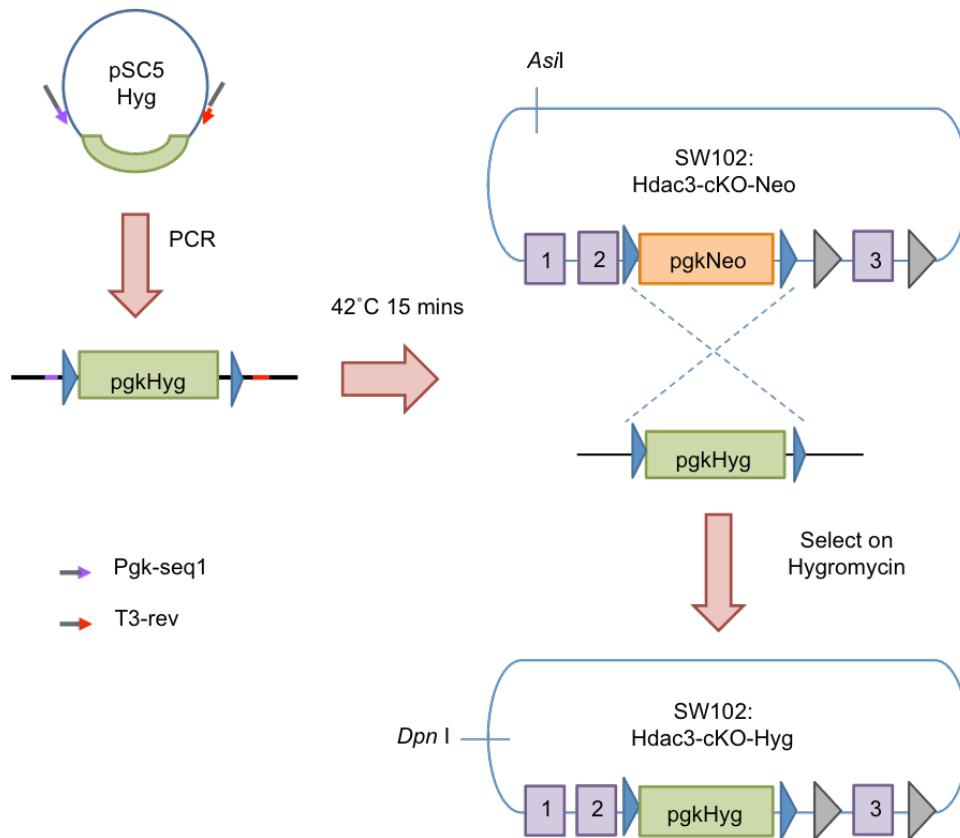 pSC5
Hyg
PCR
pgkHyg
42˚C 15 mins
Pgk-seq1
T3-rev
AsiI
SW102:
Hdac3-cKO-Neo
1 2 pgkNeo 3
pgkHyg
Select on
Hygromycin
SW102:
Hdac3-cKO-Hyg
Dpn I
1 2 pgkHyg 3